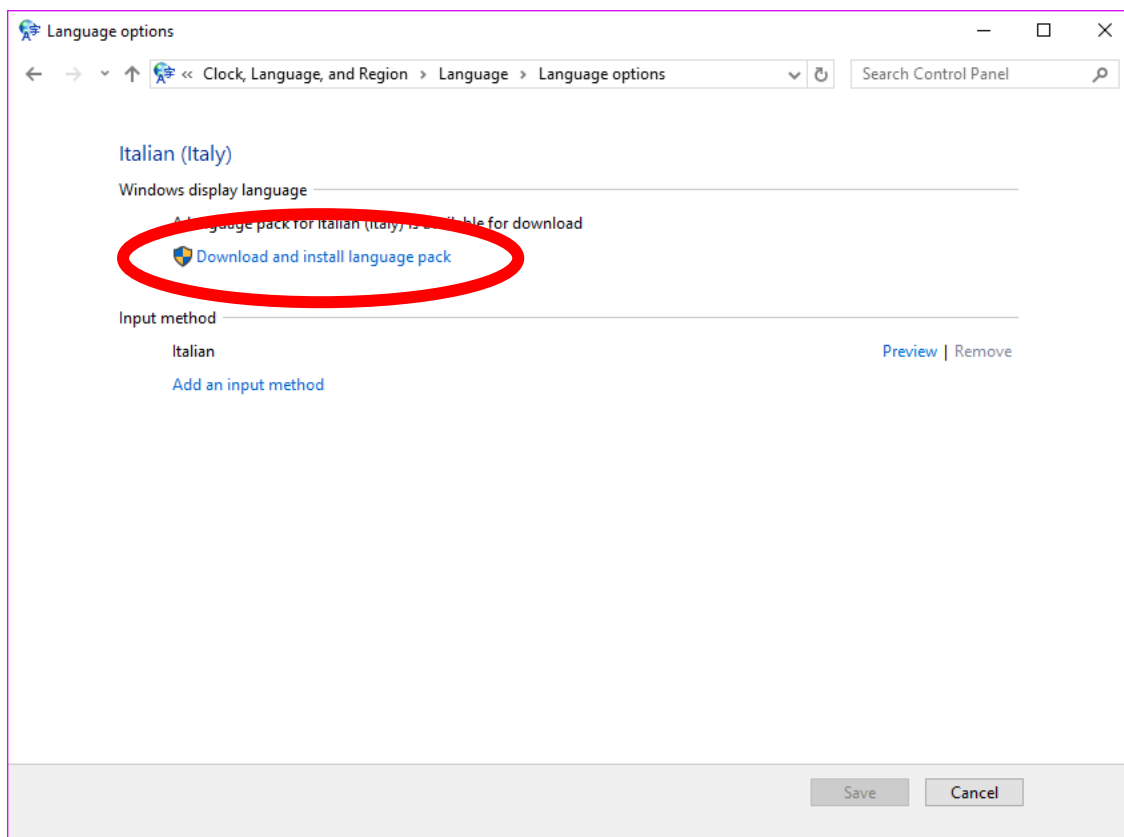 Language options
« Clock, Language, and Region › Language › Language options
Search Control Panel
Italian (Italy)
Windows display language
A language pack for Italian (Italy) is available for download
Download and install language pack
Input method
Italian
Preview | Remove
Add an input method
Save
Cancel